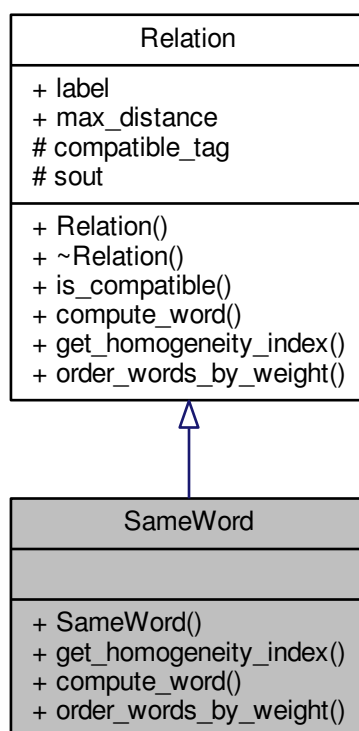 Relation
+ label
+ max_distance
# compatible_tag
# sout
+ Relation()
+ ~Relation()
+ is_compatible()
+ compute_word()
+ get_homogeneity_index()
+ order_words_by_weight()
SameWord
+ SameWord()
+ get_homogeneity_index()
+ compute_word()
+ order_words_by_weight()